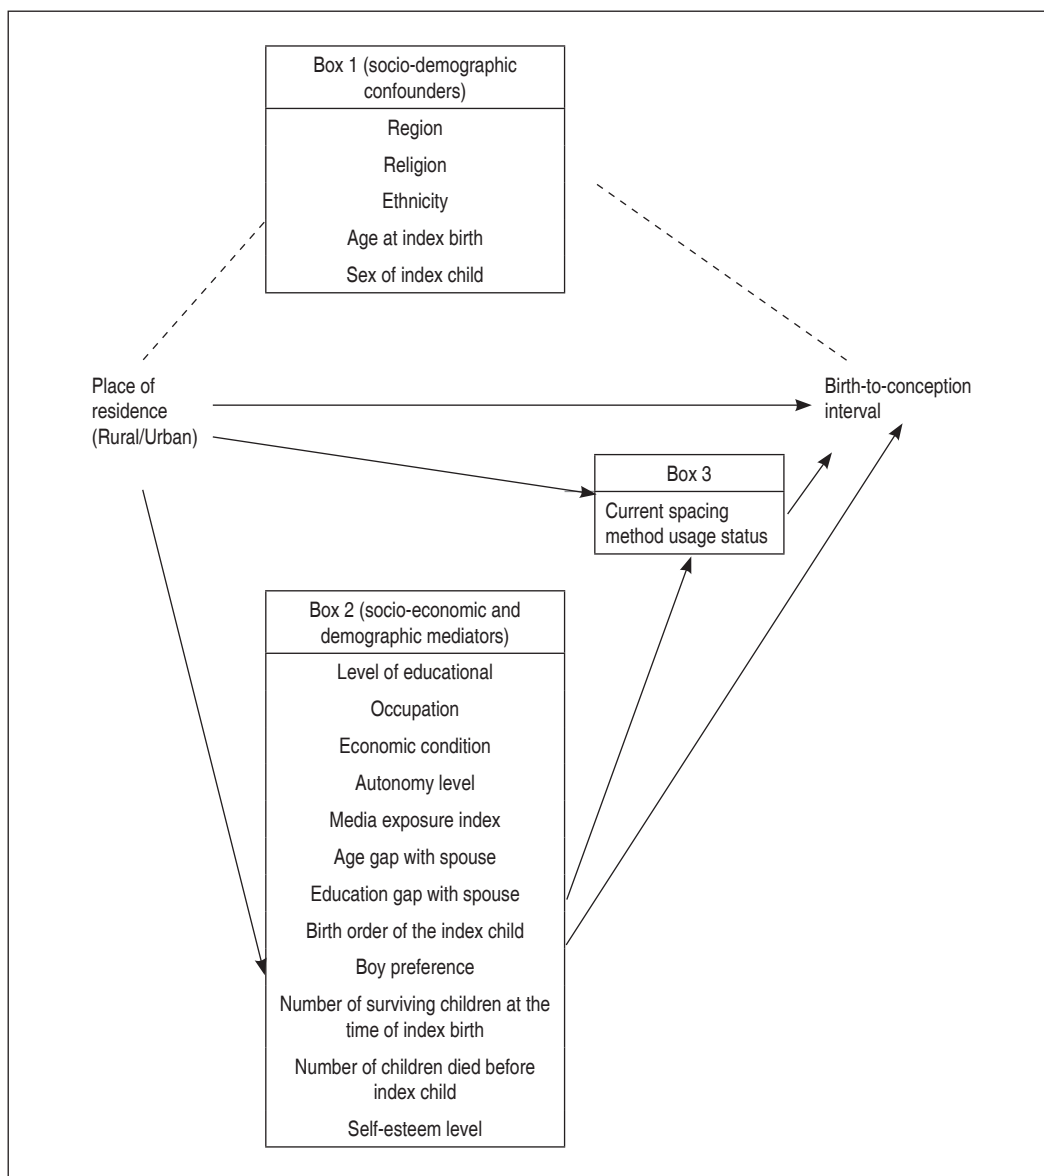 Box 1 (socio-demographic
confounders)
Region
Religion
Ethnicity
Age at index birth
Sex of index child
Place of
residence
(Rural/Urban)
Birth-to-conception
interval
Box 3
Current spacing
method usage status
Box 2 (socio-economic and
demographic mediators)
Level of educational
Occupation
Economic condition
Autonomy level
Media exposure index
Age gap with spouse
Education gap with spouse
Birth order of the index child
Boy preference
Number of surviving children at the
time of index birth
Number of children died before
index child
Self-esteem level